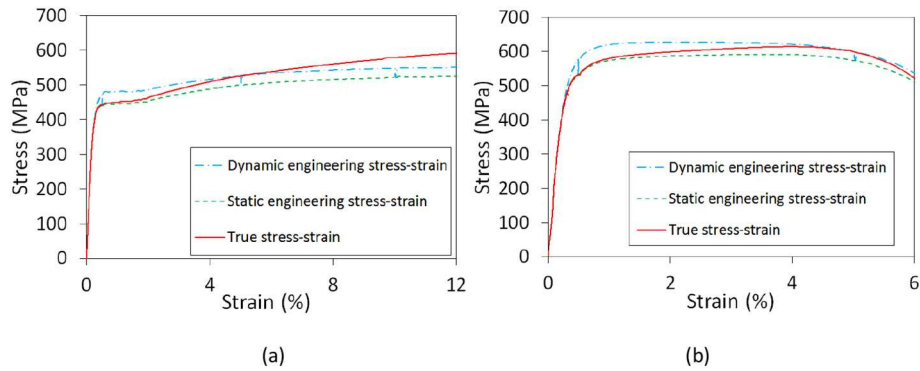 700
600
500
400
300
200
100
0
Stress (MPa)
Dynamic engineering stress-strain
Static engineering stress-strain
True stress-strain
0
4
8
12
Strain (%)
(a)
700
600
500
400
300
200
100
0
Stress (MPa)
Dynamic engineering stress-strain
Static engineering stress-strain
True stress-strain
0
2
4
6
Strain (%)
(b)